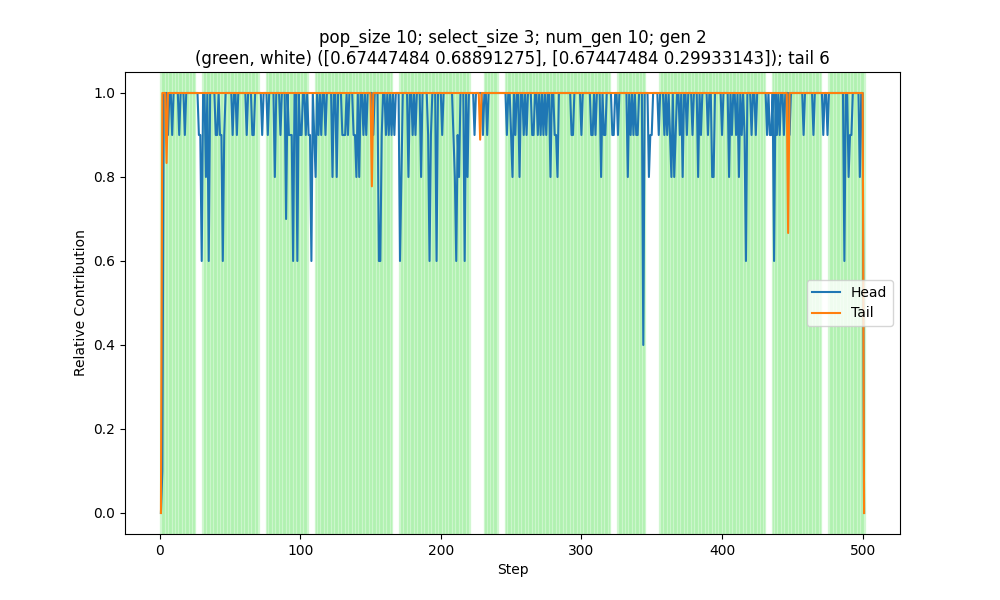 pop_size 10; select_size 3; num_gen 10; gen 2
(green, white) ([0.67447484 0.68891275], [0.67447484 0.29933143]); tail 6
Relative Contribution
1.0
0.8
0.6
0.4
0.2
0.0
Head
Tail
0
100
200
300
400
500
Step